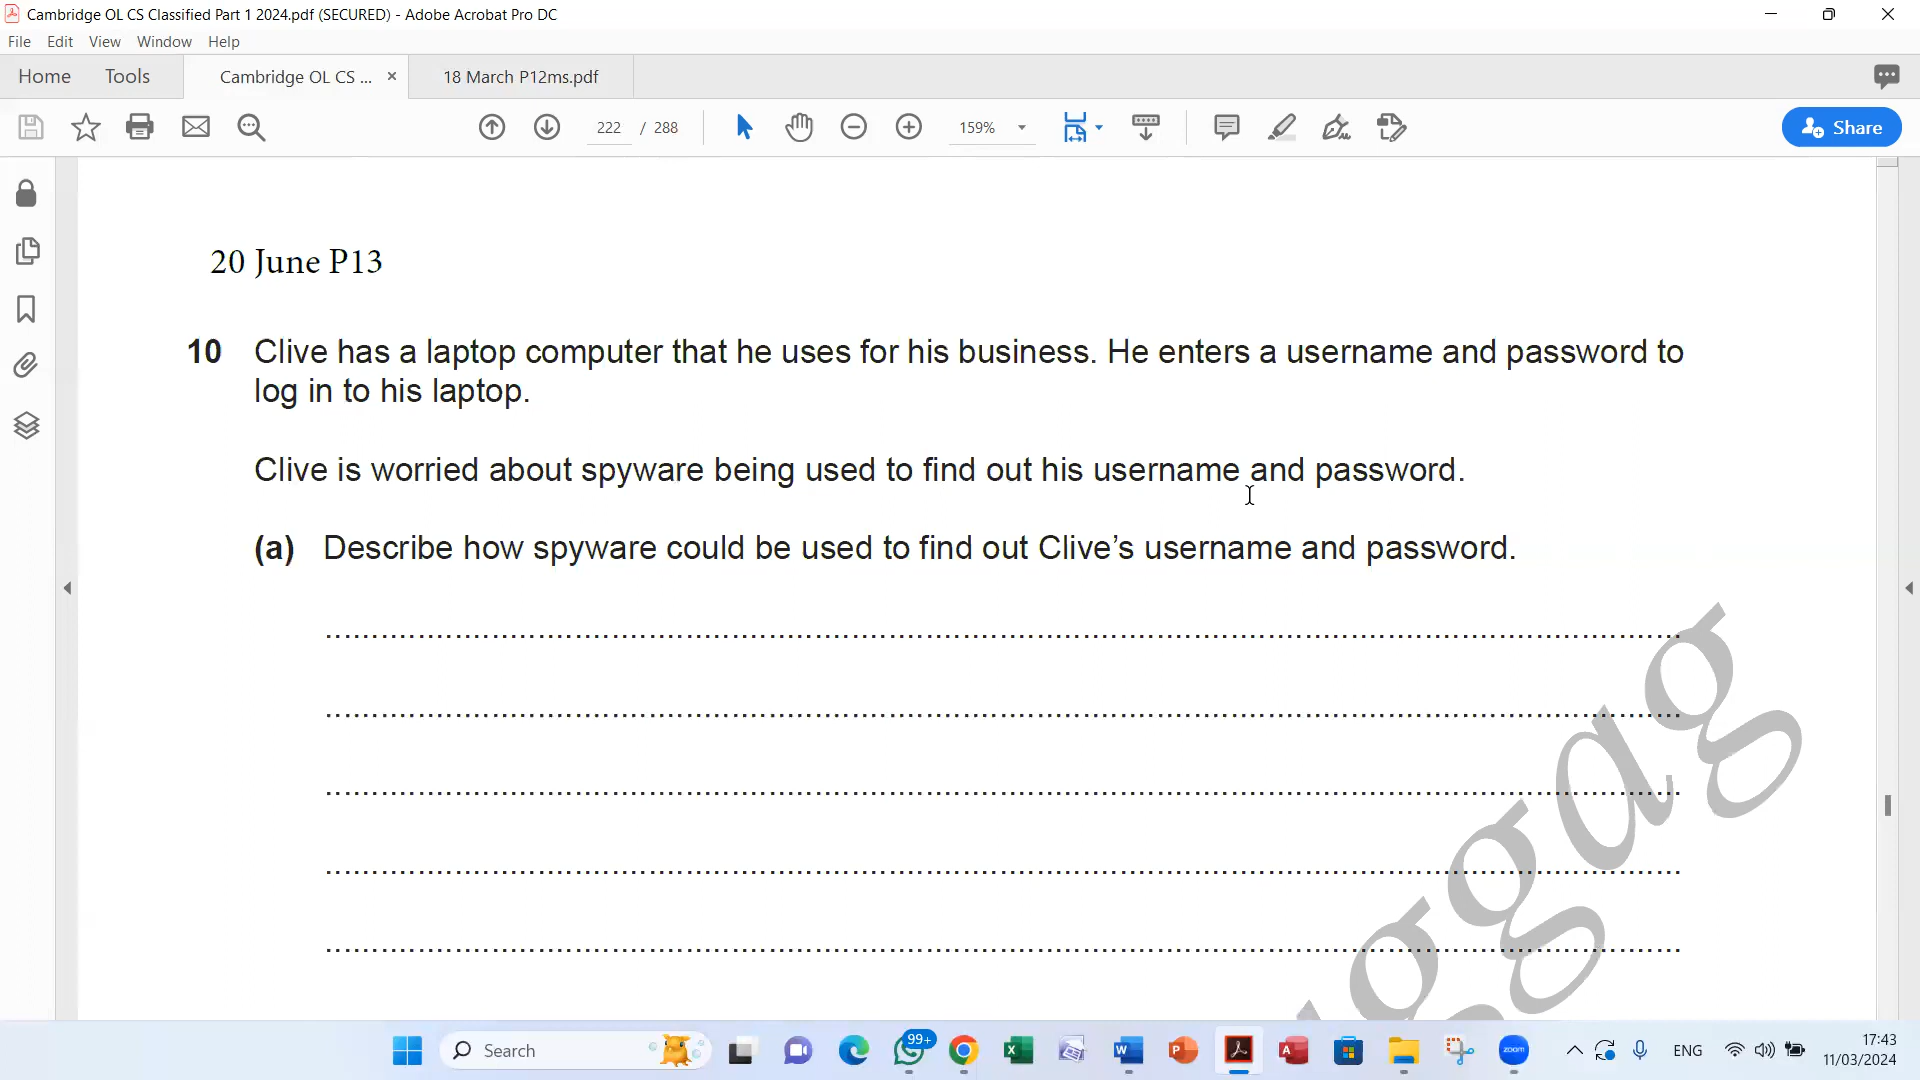 Cambridge OL CS Classified Part 1 2024.pdf (SECURED) - Adobe Acrobat Pro DC
File Edit View Window Help
Home Tools Cambridge OL CS ... × 18 March P12ms.pdf
222 / 288 159% Share
20 June P13
10 Clive has a laptop computer that he uses for his business. He enters a username and password to
log in to his laptop.
Clive is worried about spyware being used to find out his username and password.
(a) Describe how spyware could be used to find out Clive's username and password.
Search 99+ zoom ENG 17:43
11/03/2024